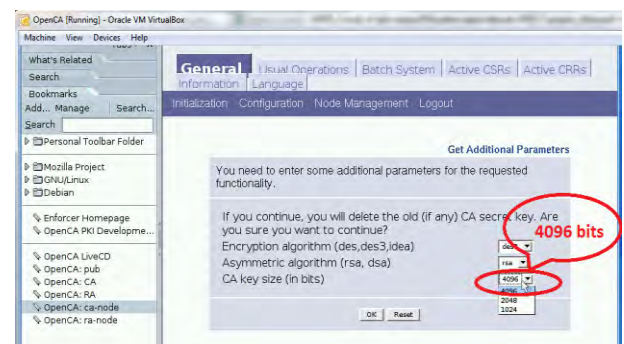 OpenCA [Running] - Oracle VM VirtualBox
Machine View Devices Help
What's Related
Search
Bookmarks
Add... Manage Search...
Search
Personal Toolbar Folder
Mozilla Project
GNU/Linux
Debian
Enforcer Homepage
OpenCA PKI Developme...
OpenCA LiveCD
OpenCA: pub
OpenCA: CA
OpenCA: RA
OpenCA: ca-node
OpenCA: ra-node
General Usual Operations Batch System Active CSRs Active CRRs
Information Language
Initialization Configuration Node Management Logout
Get Additional Parameters
You need to enter some additional parameters for the requested
functionality.
If you continue, you will delete the old (if any) CA secret key. Are
you sure you want to continue?
Encryption algorithm (des,des3,idea) des3
Asymmetric algorithm (rsa, dsa) rsa
CA key size (in bits) 4096
4096
2048
1024
OK Reset
4096 bits